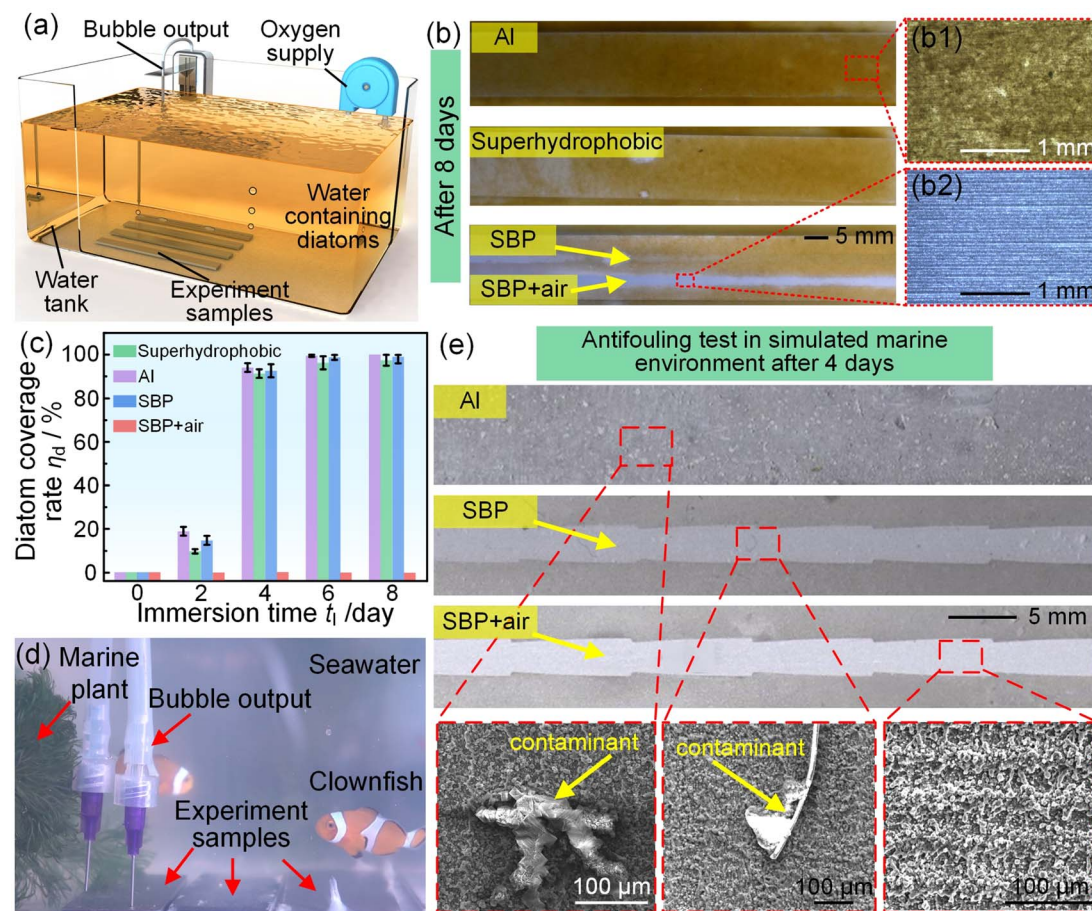 (a)
Bubble output
Oxygen
supply
Water
containing
diatoms
Water
tank
Experiment
samples
(b)
After 8 days
Al
Superhydrophobic
5 mm
SBP
SBP+air
(b1)
1 mm
(b2)
1 mm
(c)
Diatom coverage
rate ηd / %
100
80
60
40
20
0
Superhydrophobic
Al
SBP
SBP+air
0 2 4 6 8
Immersion time tI /day
(d)
Marine
plant
Seawater
Bubble output
Clownfish
Experiment
samples
(e)
Antifouling test in simulated marine
environment after 4 days
Al
SBP
SBP+air
5 mm
contaminant
100 µm
contaminant
100 µm
100 µm